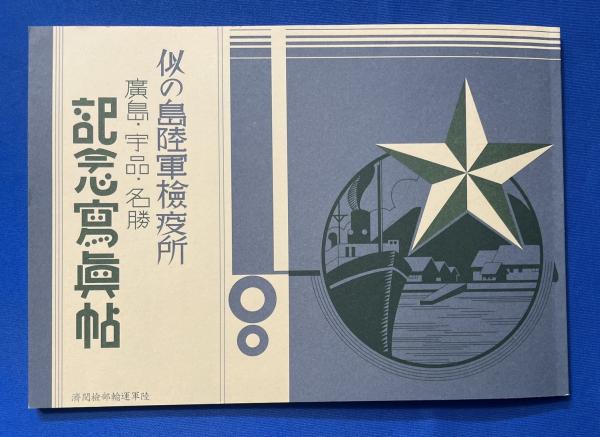 似の島陸軍檢疫所
廣島・宇品・名勝
記念寫眞帖
濟閲檢部輸運軍陸